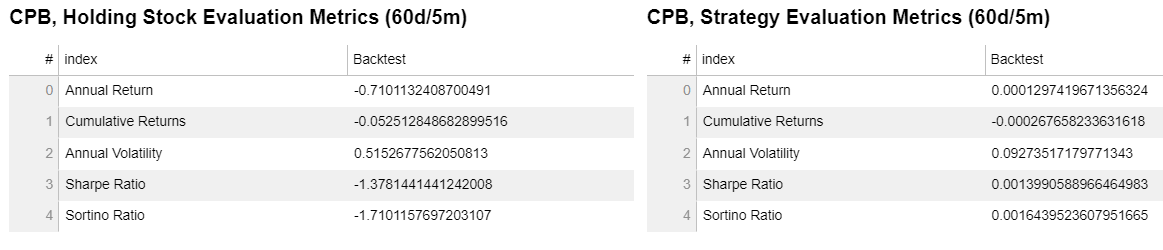 CPB, Holding Stock Evaluation Metrics (60d/5m)
# index Backtest
0 Annual Return -0.7101132408700491
1 Cumulative Returns -0.052512848682899516
2 Annual Volatility 0.5152677562050813
3 Sharpe Ratio -1.3781441441242008
4 Sortino Ratio -1.7101157697203107
CPB, Strategy Evaluation Metrics (60d/5m)
# index Backtest
0 Annual Return 0.0001297419671356324
1 Cumulative Returns -0.000267658233631618
2 Annual Volatility 0.09273517179771343
3 Sharpe Ratio 0.0013990588966464983
4 Sortino Ratio 0.0016439523607951665